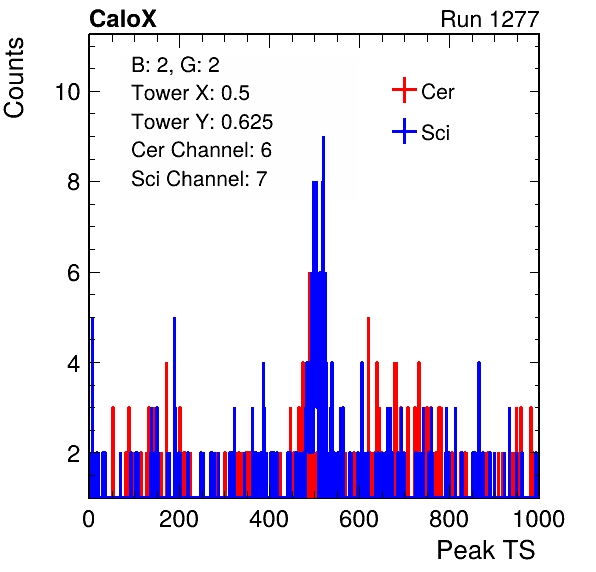 CaloX Run 1277
Counts
B: 2, G: 2
Tower X: 0.5
Tower Y: 0.625
Cer Channel: 6
Sci Channel: 7
Cer
Sci
10
8
6
4
2
0 200 400 600 800 1000
Peak TS